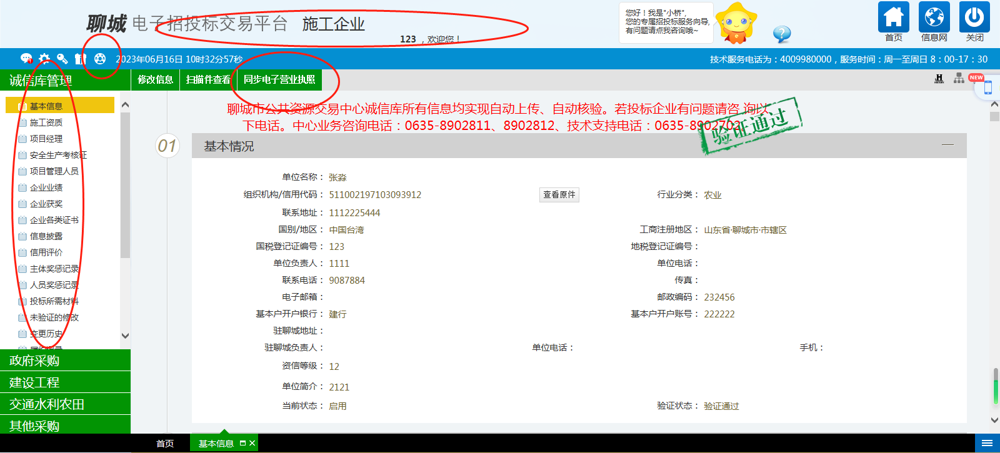 聊城 电子招投标交易平台 施工企业
123 ，欢迎您！
您好！我是"小桥"，
您的专属招投标服务向导，
有问题请点我咨询哦~
首页
信息网
关闭
2023年06月16日 10时32分57秒
技术服务电话为：4009980000，服务时间：周一至周日 8：00-17：30
诚信库管理
修改信息
扫描件查看
同步电子营业执照
H
HISTORY
NEW
基本信息
施工资质
项目经理
安全生产考核证
项目管理人员
企业业绩
企业获奖
企业各类证书
信息披露
信用评价
主体奖惩记录
人员奖惩记录
投标所需材料
未验证的修改
变更历史
政府采购
建设工程
交通水利农田
其他采购
聊城市公共资源交易中心诚信库所有信息均实现自动上传、自动核验。若投标企业有问题请咨 询以
下电话。中心业务咨询电话：0635-8902811、8902812、技术支持电话：0635-8902702。
验证通过
01
基本情况
单位名称： 张淼
组织机构/信用代码： 511002197103093912 查看原件 行业分类： 农业
联系地址： 1112225444
国别/地区： 中国台湾 工商注册地区： 山东省·聊城市·市辖区
国税登记证编号： 123 地税登记证编号：
单位负责人： 1111 单位电话：
联系电话： 9087884 传真：
电子邮箱： 邮政编码： 232456
基本户开户银行： 建行 基本户开户账号： 222222
驻聊城地址：
驻聊城负责人： 单位电话： 手机：
资信等级： 12
单位简介： 2121
当前状态： 启用 验证状态： 验证通过
首页
基本信息